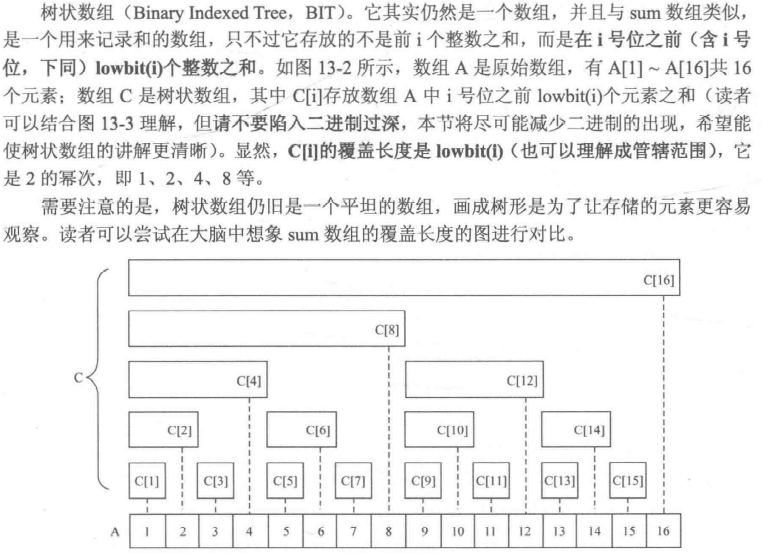 树状数组（Binary Indexed Tree，BIT）。它其实仍然是一个数组，并且与 sum 数组类似，
是一个用来记录和的数组，只不过它存放的不是前 i 个整数之和，而是在 i 号位之前（含 i 号
位，下同）lowbit(i)个整数之和。如图 13-2 所示，数组 A 是原始数组，有 A[1] ~ A[16]共 16
个元素；数组 C 是树状数组，其中 C[i]存放数组 A 中 i 号位之前 lowbit(i)个元素之和（读者
可以结合图 13-3 理解，但请不要陷入二进制过深，本节将尽可能减少二进制的出现，希望能
使树状数组的讲解更清晰）。显然，C[i]的覆盖长度是 lowbit(i)（也可以理解成管辖范围），它
是 2 的幂次，即 1、2、4、8 等。
需要注意的是，树状数组仍旧是一个平坦的数组，画成树形是为了让存储的元素更容易
观察。读者可以尝试在大脑中想象 sum 数组的覆盖长度的图进行对比。
C[16]
C[8]
C C[4] C[12]
C[2] C[6] C[10] C[14]
C[1] C[3] C[5] C[7] C[9] C[11] C[13] C[15]
A 1 2 3 4 5 6 7 8 9 10 11 12 13 14 15 16